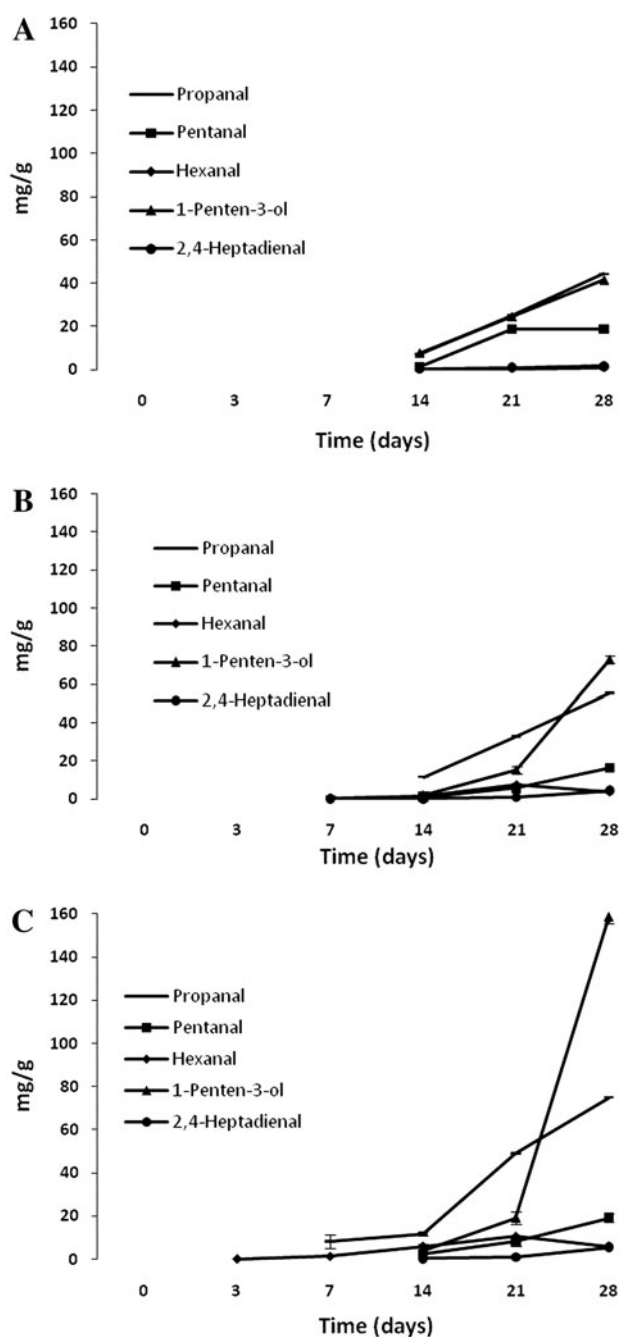 A
160
140
120
100
80
60
40
20
0
mg/g
Propanal
Pentanal
Hexanal
1-Penten-3-ol
2,4-Heptadienal
0 3 7 14 21 28
Time (days)
B
160
140
120
100
80
60
40
20
0
mg/g
Propanal
Pentanal
Hexanal
1-Penten-3-ol
2,4-Heptadienal
0 3 7 14 21 28
Time (days)
C
160
140
120
100
80
60
40
20
0
mg/g
Propanal
Pentanal
Hexanal
1-Penten-3-ol
2,4-Heptadienal
0 3 7 14 21 28
Time (days)